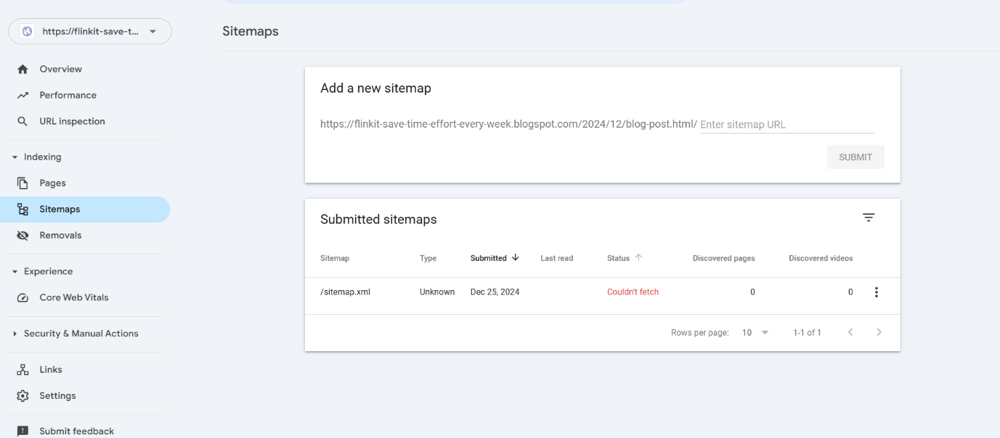 https://flinkit-save-t...
Sitemaps
Overview
Performance
URL inspection
Indexing
Pages
Sitemaps
Removals
Experience
Core Web Vitals
Security & Manual Actions
Links
Settings
Submit feedback
Add a new sitemap
https://flinkit-save-time-effort-every-week.blogspot.com/2024/12/blog-post.html/ Enter sitemap URL
SUBMIT
Submitted sitemaps
Sitemap Type Submitted Last read Status Discovered pages Discovered videos
/sitemap.xml Unknown Dec 25, 2024 Couldn't fetch 0 0
Rows per page: 10 1-1 of 1